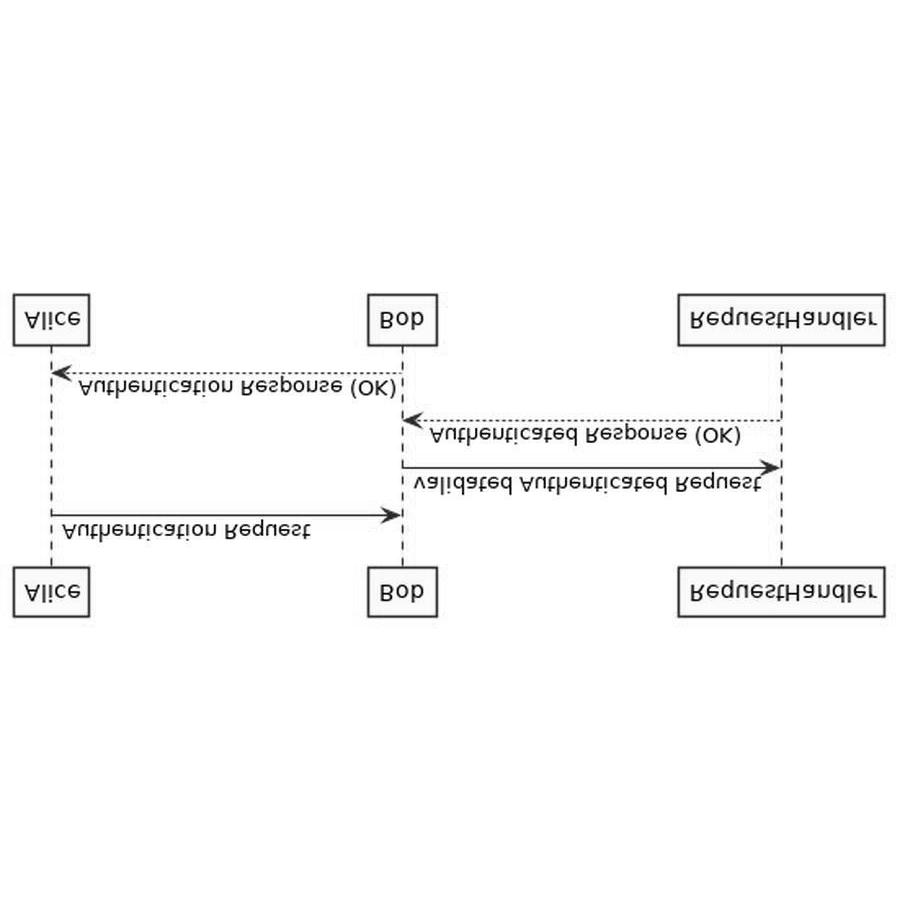 Alice Bob RequestHandler
Authentication Request
validated Authenticated Request
Authenticated Response (OK)
Authentication Response (OK)
Alice Bob RequestHandler